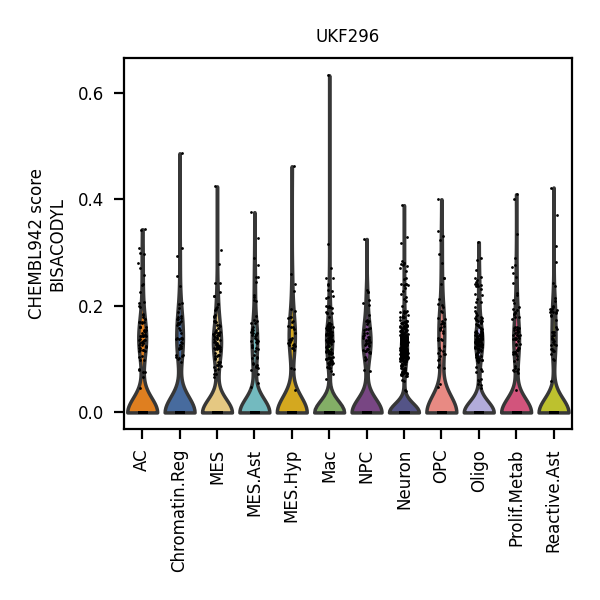 UKF296
CHEMBL942 score
BISACODYL
0.6
0.4
0.2
0.0
AC
Chromatin.Reg
MES
MES.Ast
MES.Hyp
Mac
NPC
Neuron
OPC
Oligo
Prolif.Metab
Reactive.Ast